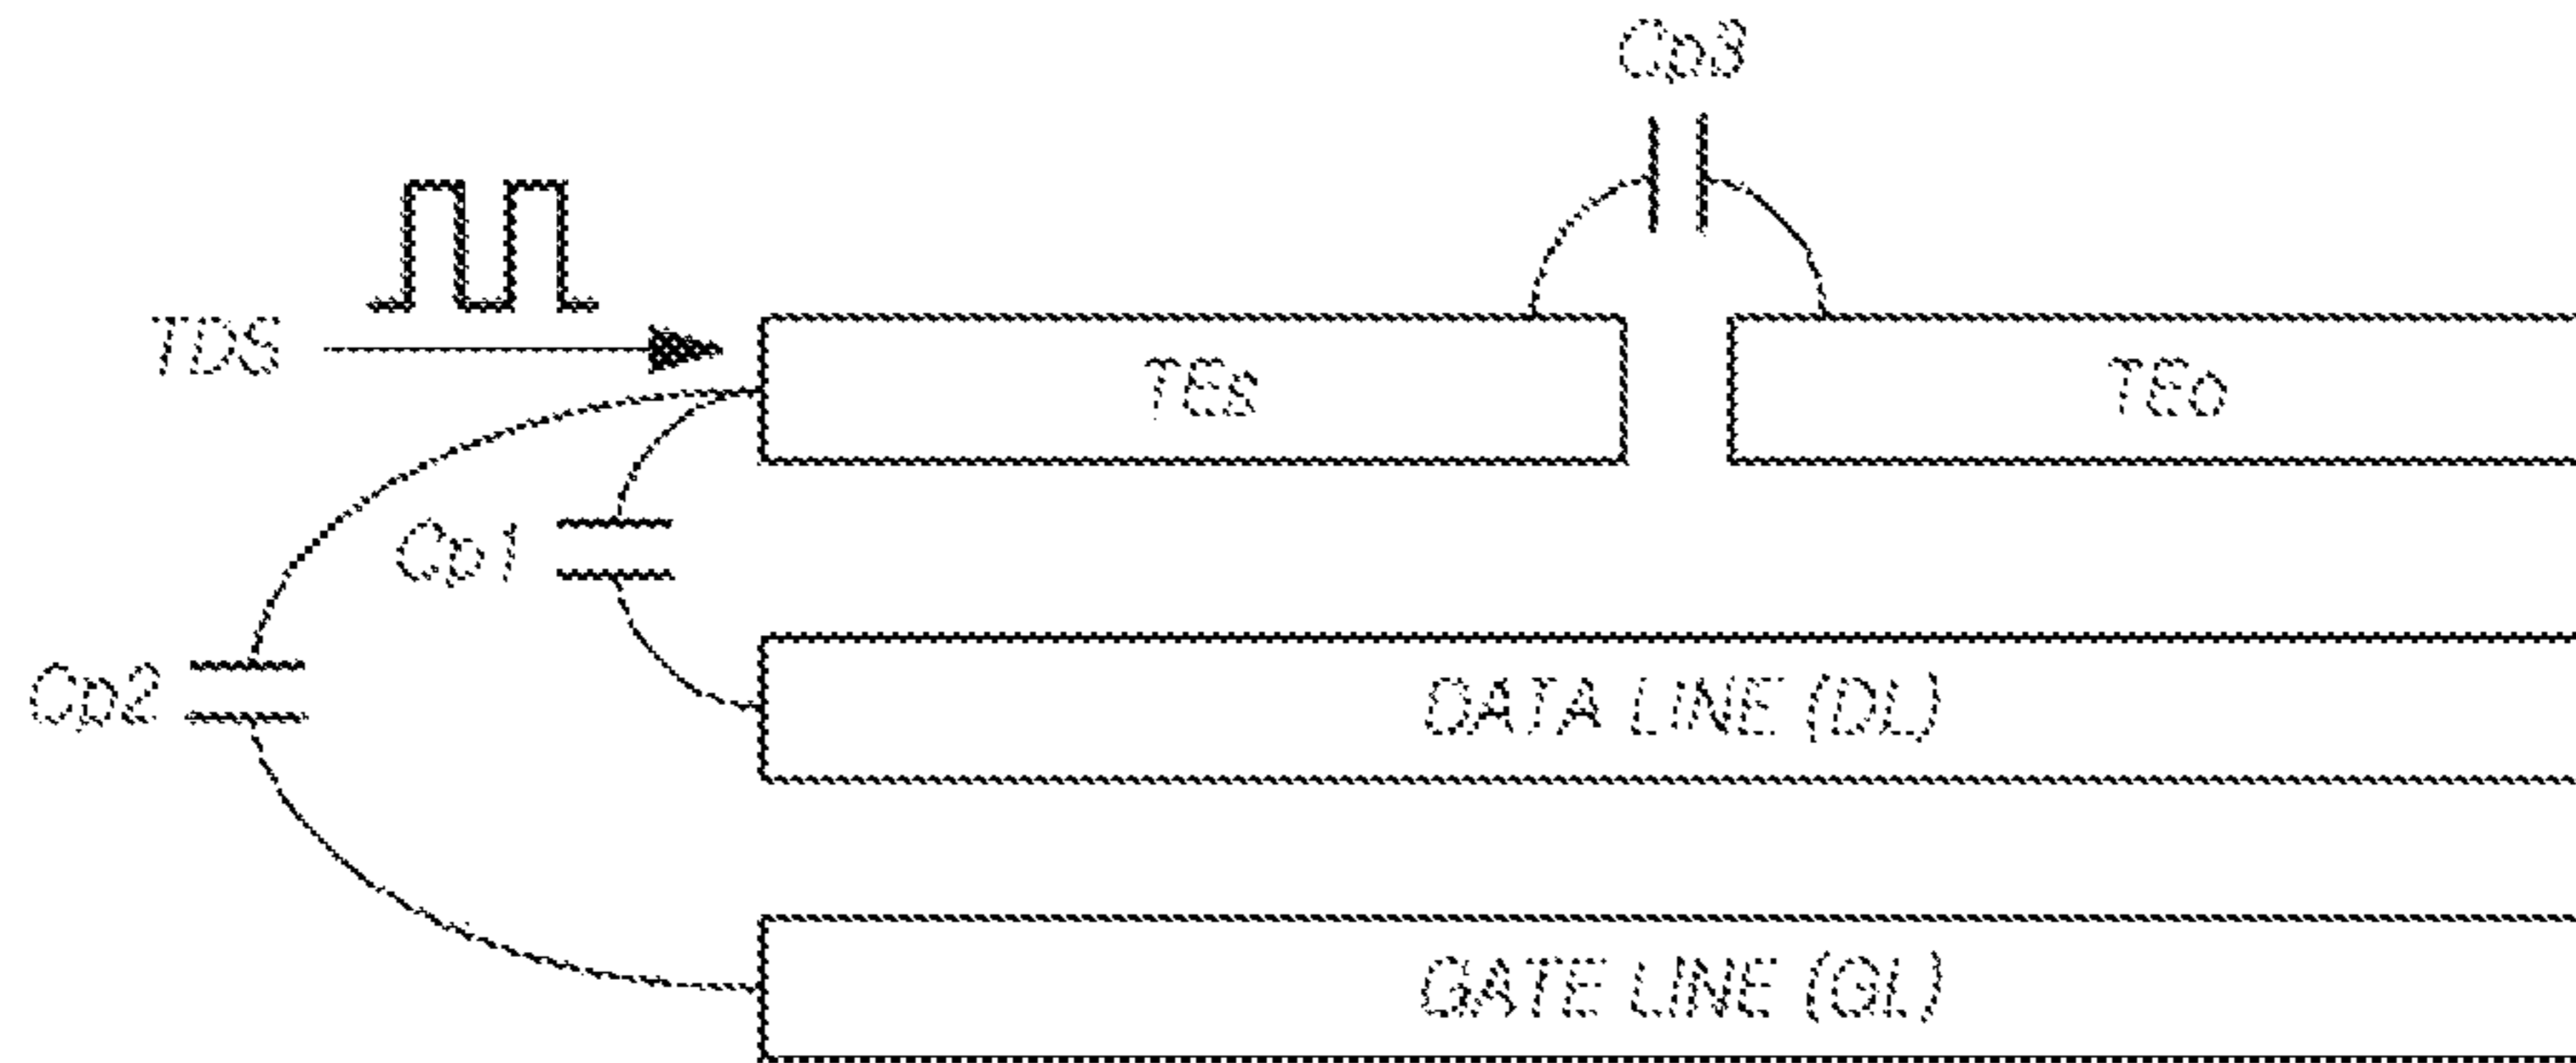 Cp3
TDS
TEs
TEo
Cp1
Cp2
DATA LINE (DL)
GATE LINE (GL)